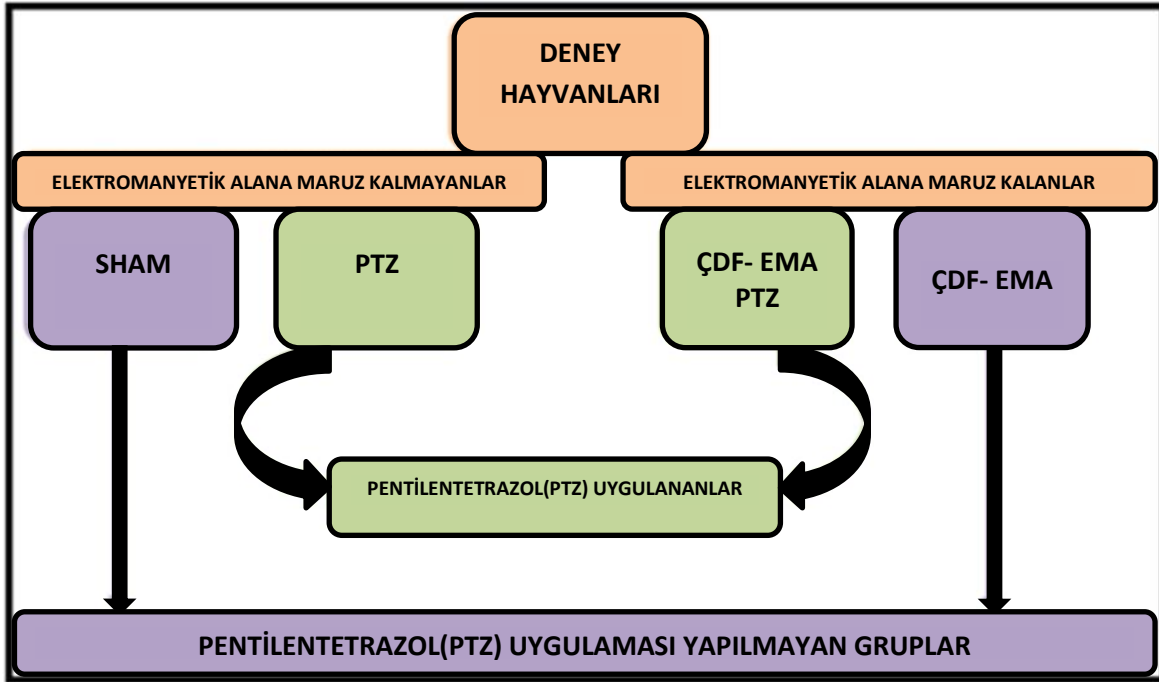 DENEY
HAYVANLARI
ELEKTROMANYETİK ALANA MARUZ KALMAYANLAR
ELEKTROMANYETİK ALANA MARUZ KALANLAR
SHAM
PTZ
ÇDF- EMA
PTZ
ÇDF- EMA
PENTİLENTETRAZOL(PTZ) UYGULANANLAR
PENTİLENTETRAZOL(PTZ) UYGULAMASI YAPILMAYAN GRUPLAR